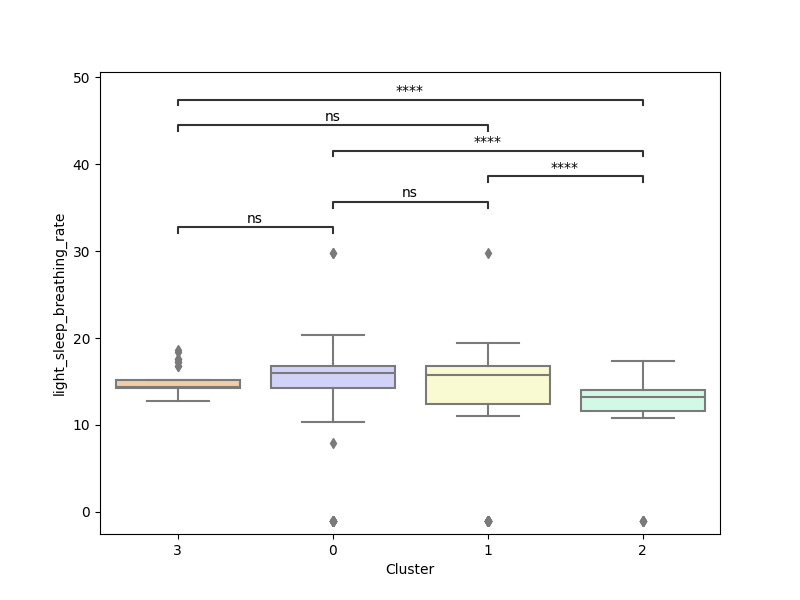 50
****
ns
****
40
****
ns
ns
30
light_sleep_breathing_rate
20
10
0
3 0 1 2
Cluster